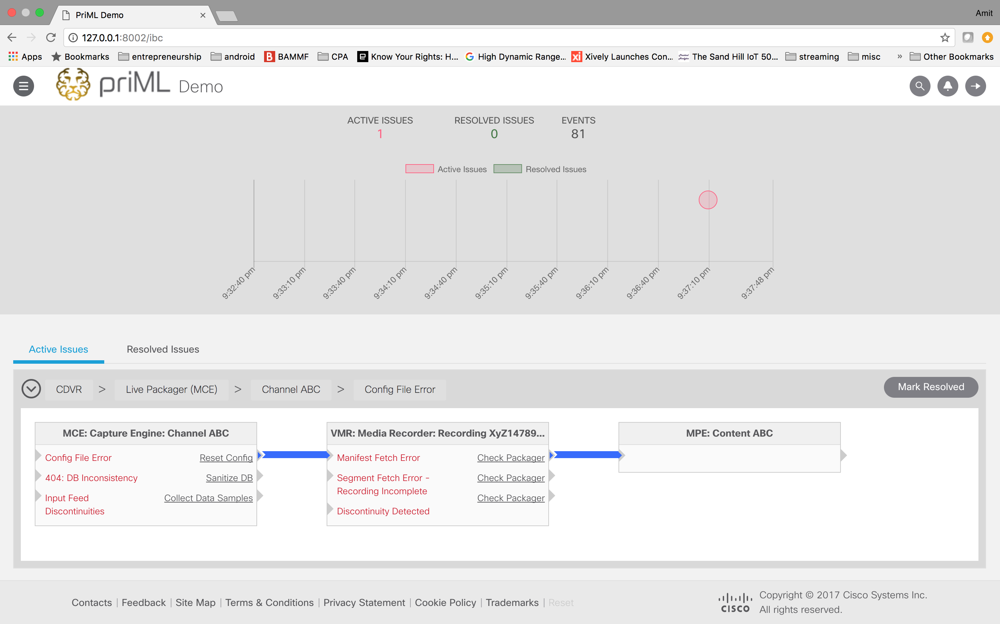 PriML Demo
Amit
127.0.0.1:8002/ibc
Apps Bookmarks entrepreneurship android BAMMF CPA Know Your Rights: H... High Dynamic Range... Xively Launches Con... The Sand Hill IoT 50... streaming misc » Other Bookmarks
priML Demo
ACTIVE ISSUES RESOLVED ISSUES EVENTS
1 0 81
Active Issues Resolved Issues
9:32:40 pm 9:33:10 pm 9:33:40 pm 9:34:10 pm 9:34:40 pm 9:35:10 pm 9:35:40 pm 9:36:10 pm 9:36:40 pm 9:37:10 pm 9:37:48 pm
Active Issues Resolved Issues
CDVR > Live Packager (MCE) > Channel ABC > Config File Error Mark Resolved
MCE: Capture Engine: Channel ABC
Config File Error Reset Config
404: DB Inconsistency Sanitize DB
Input Feed Collect Data Samples
Discontinuities
VMR: Media Recorder: Recording XyZ14789...
Manifest Fetch Error Check Packager
Segment Fetch Error - Check Packager
Recording Incomplete Check Packager
Discontinuity Detected
MPE: Content ABC
Contacts | Feedback | Site Map | Terms & Conditions | Privacy Statement | Cookie Policy | Trademarks | Reset
CISCO
Copyright © 2017 Cisco Systems Inc.
All rights reserved.